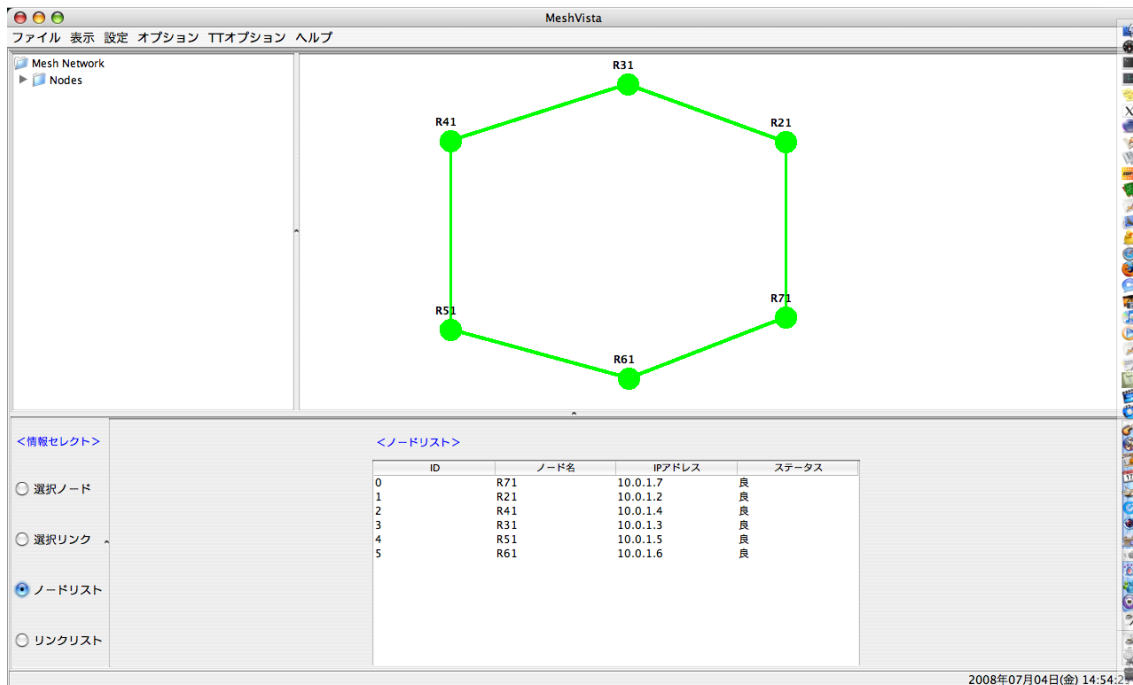 MeshVista
ファイル 表示 設定 オプション TTオプション ヘルプ
Mesh Network
Nodes
R31
R41
R21
R51
R71
R61
<情報セレクト>
選択ノード
選択リンク
ノードリスト
リンクリスト
<ノードリスト>
ID ノード名 IPアドレス ステータス
0 R71 10.0.1.7 良
1 R21 10.0.1.2 良
2 R41 10.0.1.4 良
3 R31 10.0.1.3 良
4 R51 10.0.1.5 良
5 R61 10.0.1.6 良
2008年07月04日(金) 14:54:2